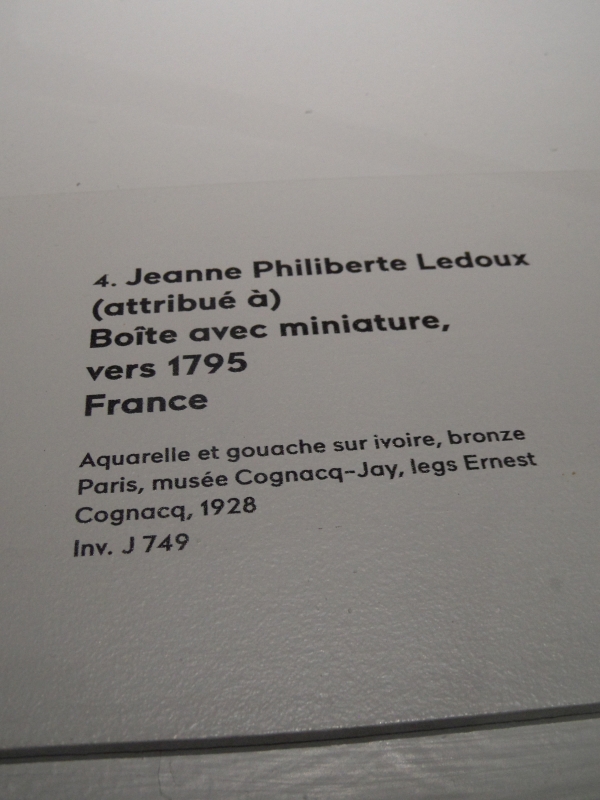 4. Jeanne Philiberte Ledoux
(attribué à)
Boîte avec miniature,
vers 1795
France
Aquarelle et gouache sur ivoire, bronze
Paris, musée Cognacq-Jay, legs Ernest
Cognacq, 1928
Inv. J 749